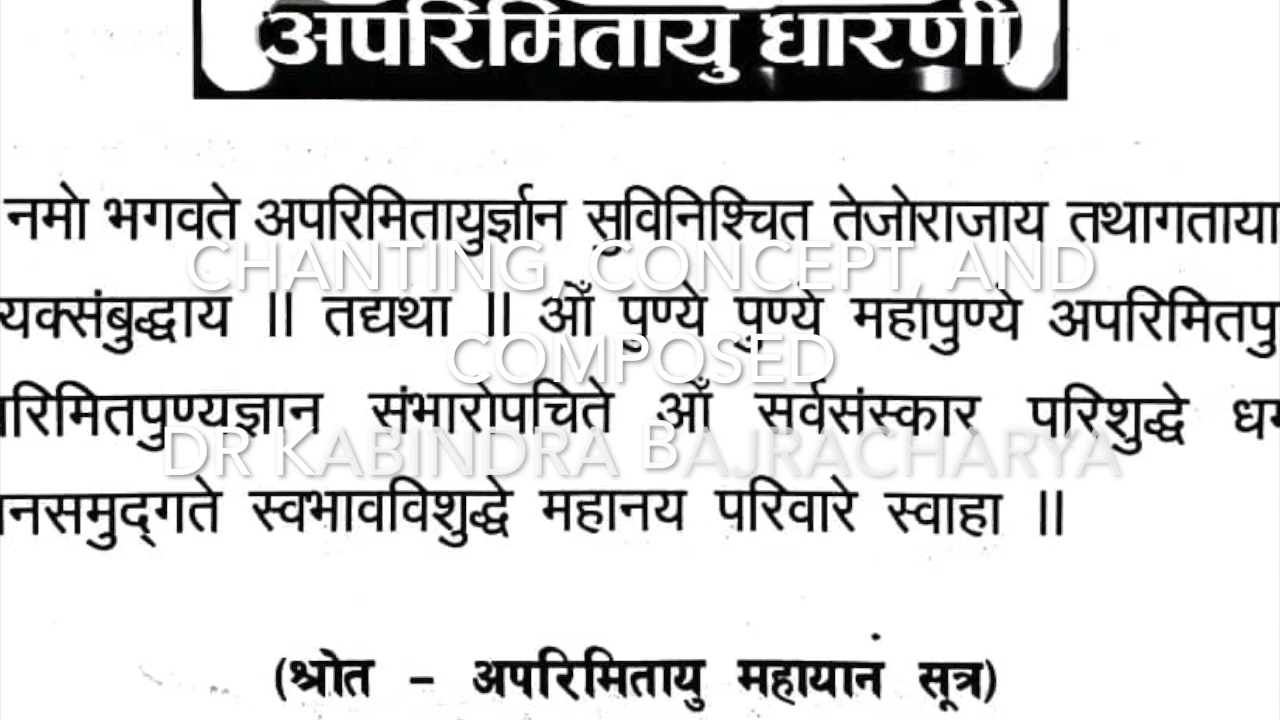 अपरिमितायु धारणी
नमो भगवते अपरिमितायुर्ज्ञान सुविनिश्चित तेजोराजाय तथागताया
CHANTING, CONCEPT, AND
यक्संबुद्धाय ॥ तद्यथा ॥ ओँ पुण्ये पुण्ये महापुण्ये अपरिमितपु
COMPOSED
रिमितपुण्यज्ञान संभारोपचिते ओँ सर्वसंस्कार परिशुद्धे
DR KABINDRA BAJRACHARYA
नसमुद्‌गते स्वभावविशुद्धे महानय परिवारे स्वाहा ॥
(श्रोत - अपरिमितायु महायान सूत्र)